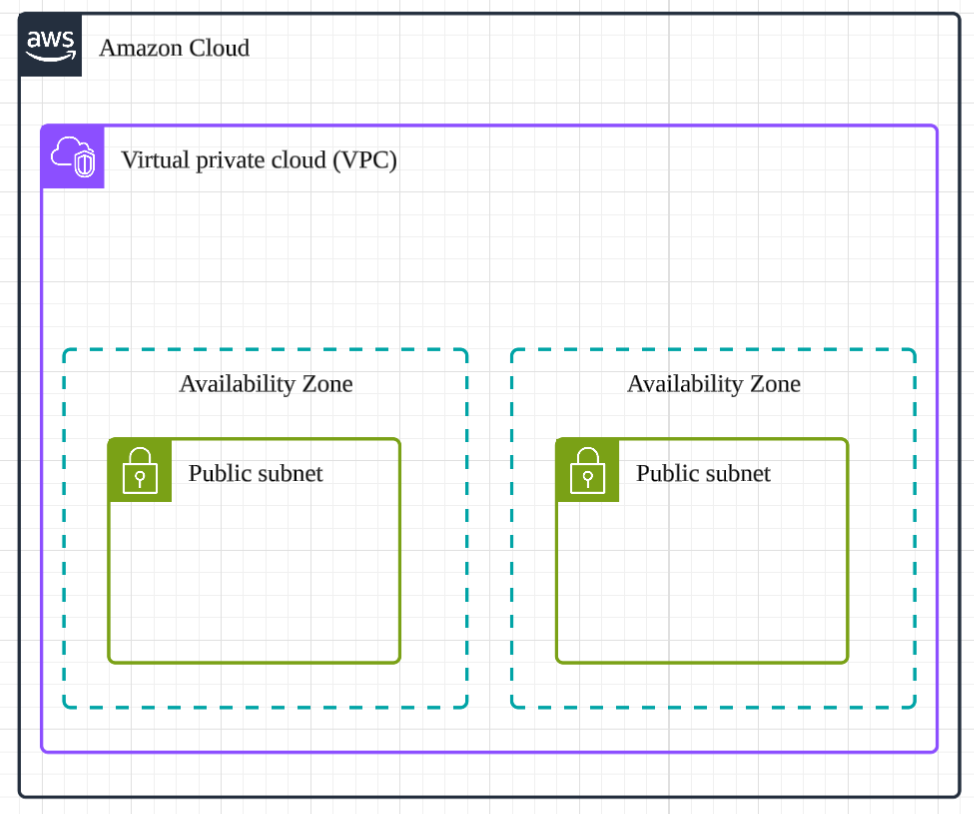 aws
Amazon Cloud
Virtual private cloud (VPC)
Availability Zone
Availability Zone
Public subnet
Public subnet